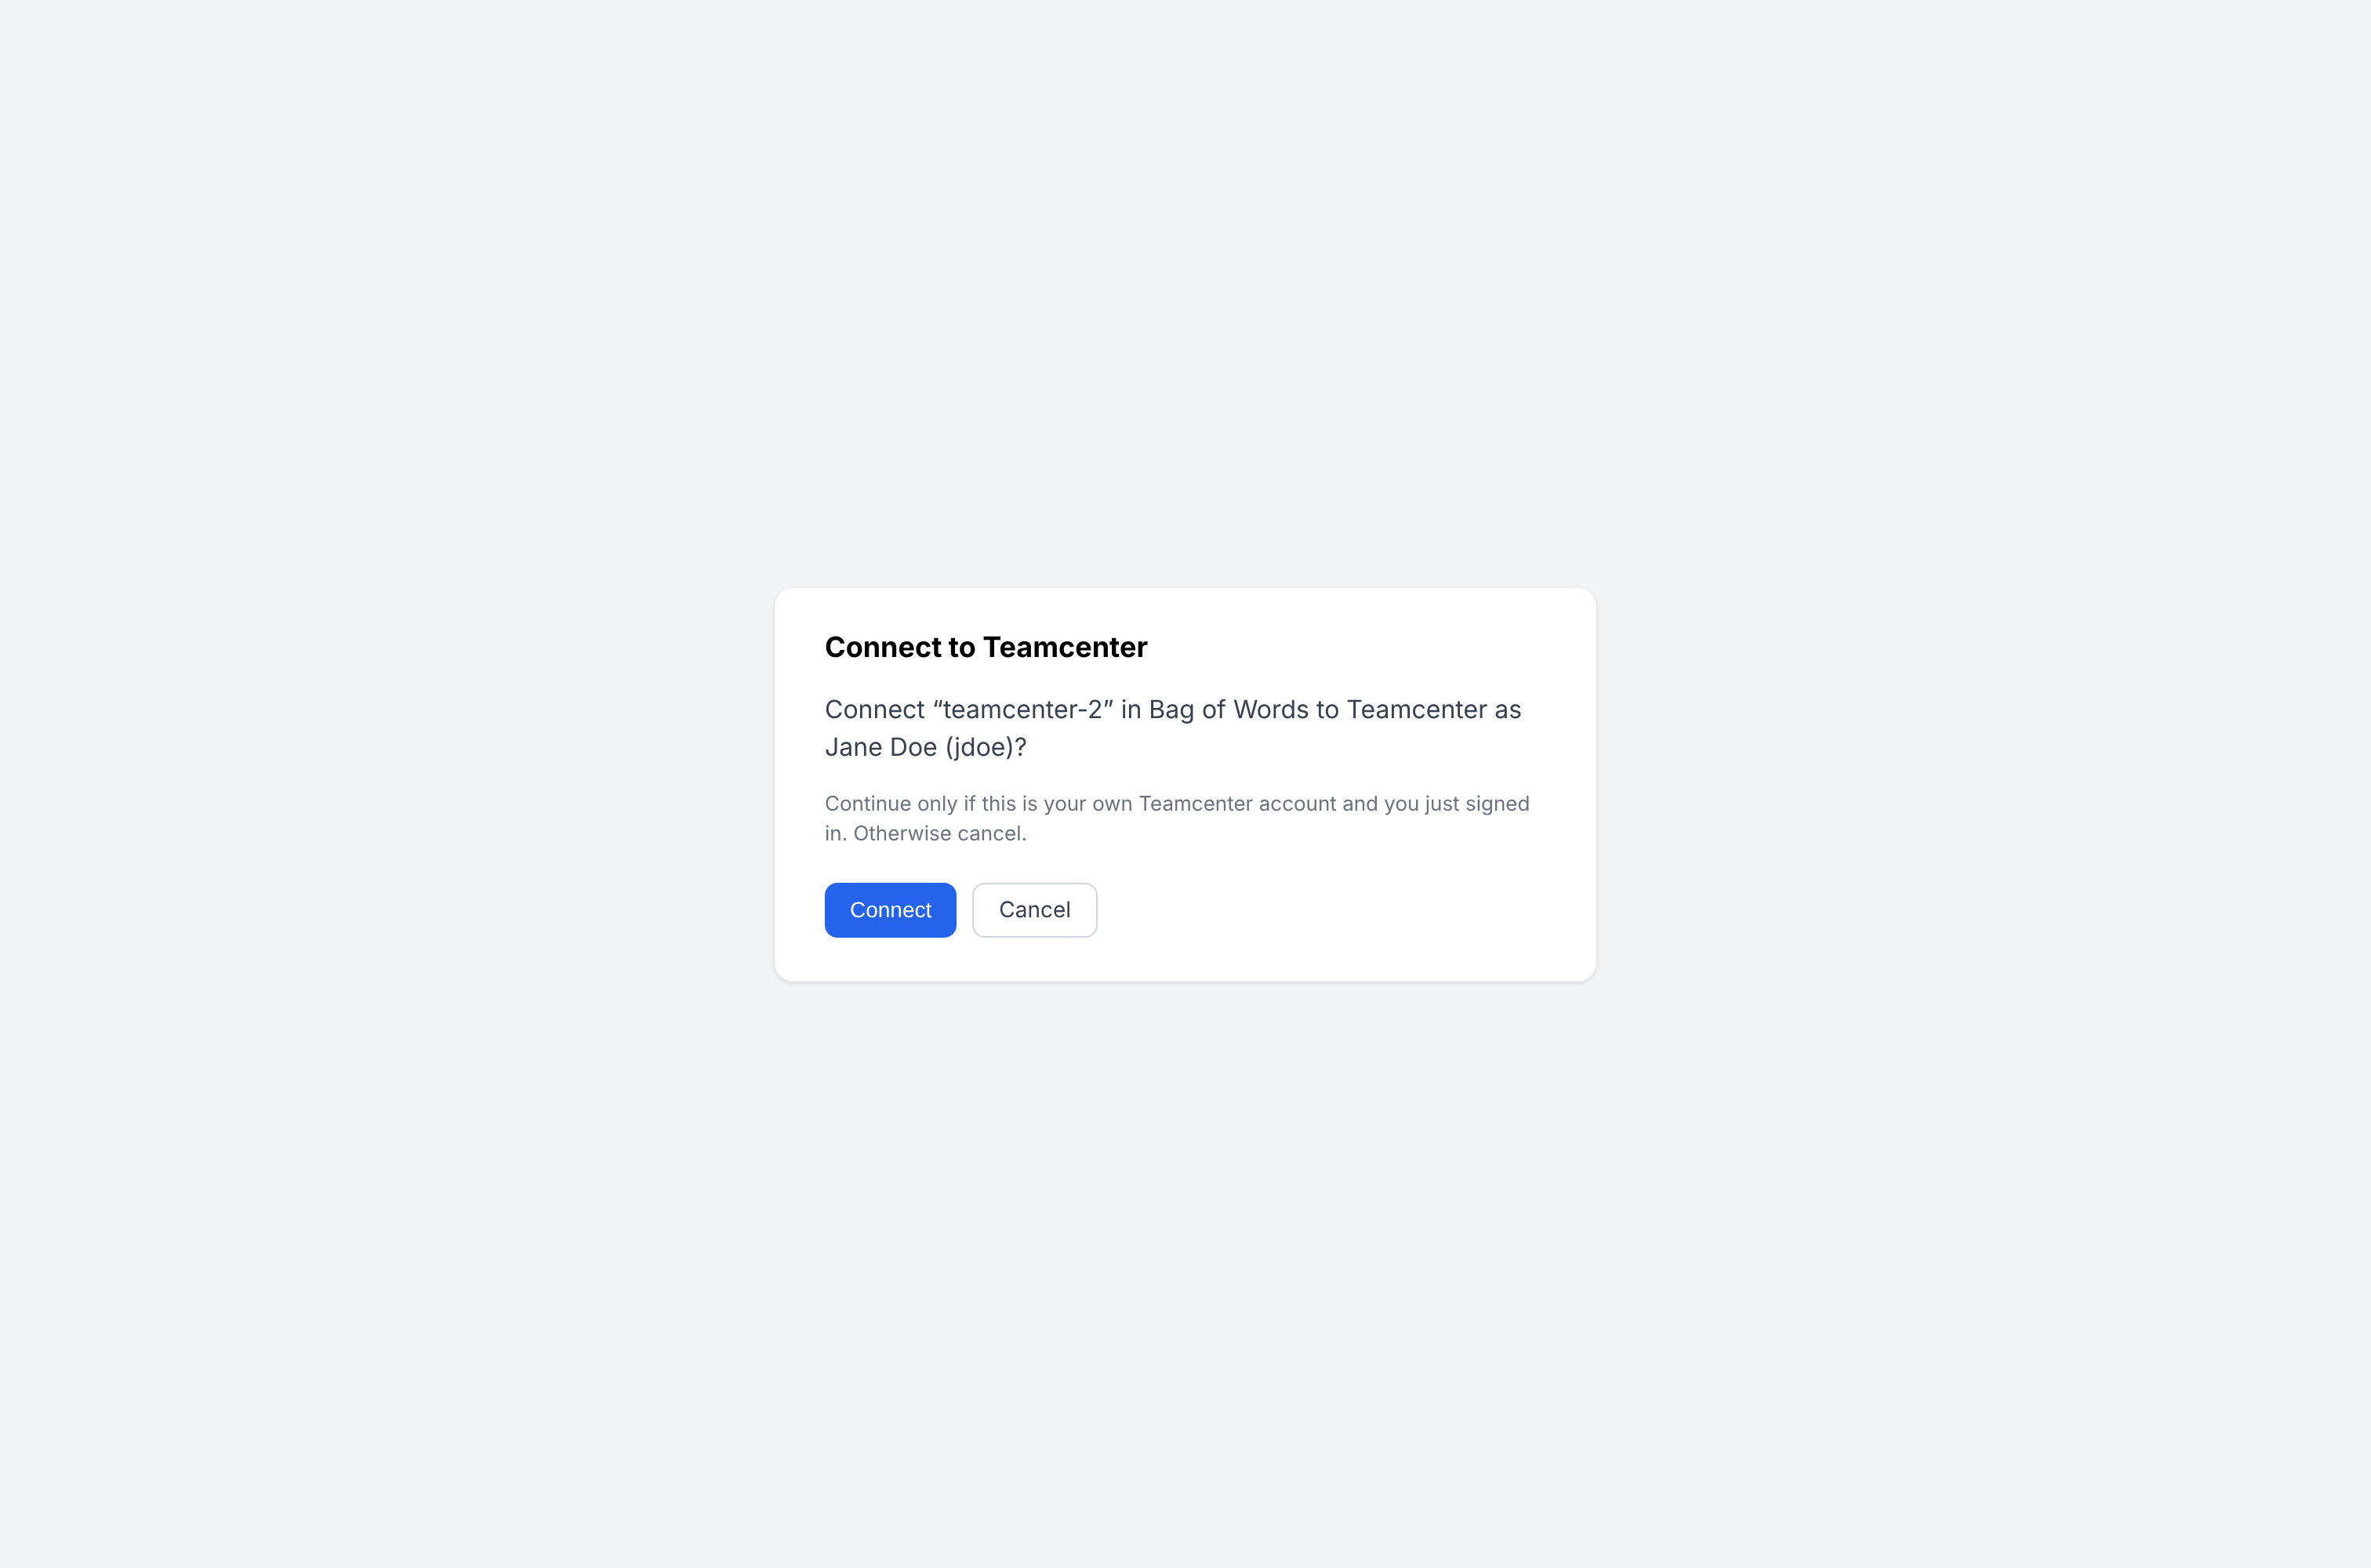 Connect to Teamcenter
Connect “teamcenter-2” in Bag of Words to Teamcenter as
Jane Doe (jdoe)?
Continue only if this is your own Teamcenter account and you just signed
in. Otherwise cancel.
Connect
Cancel